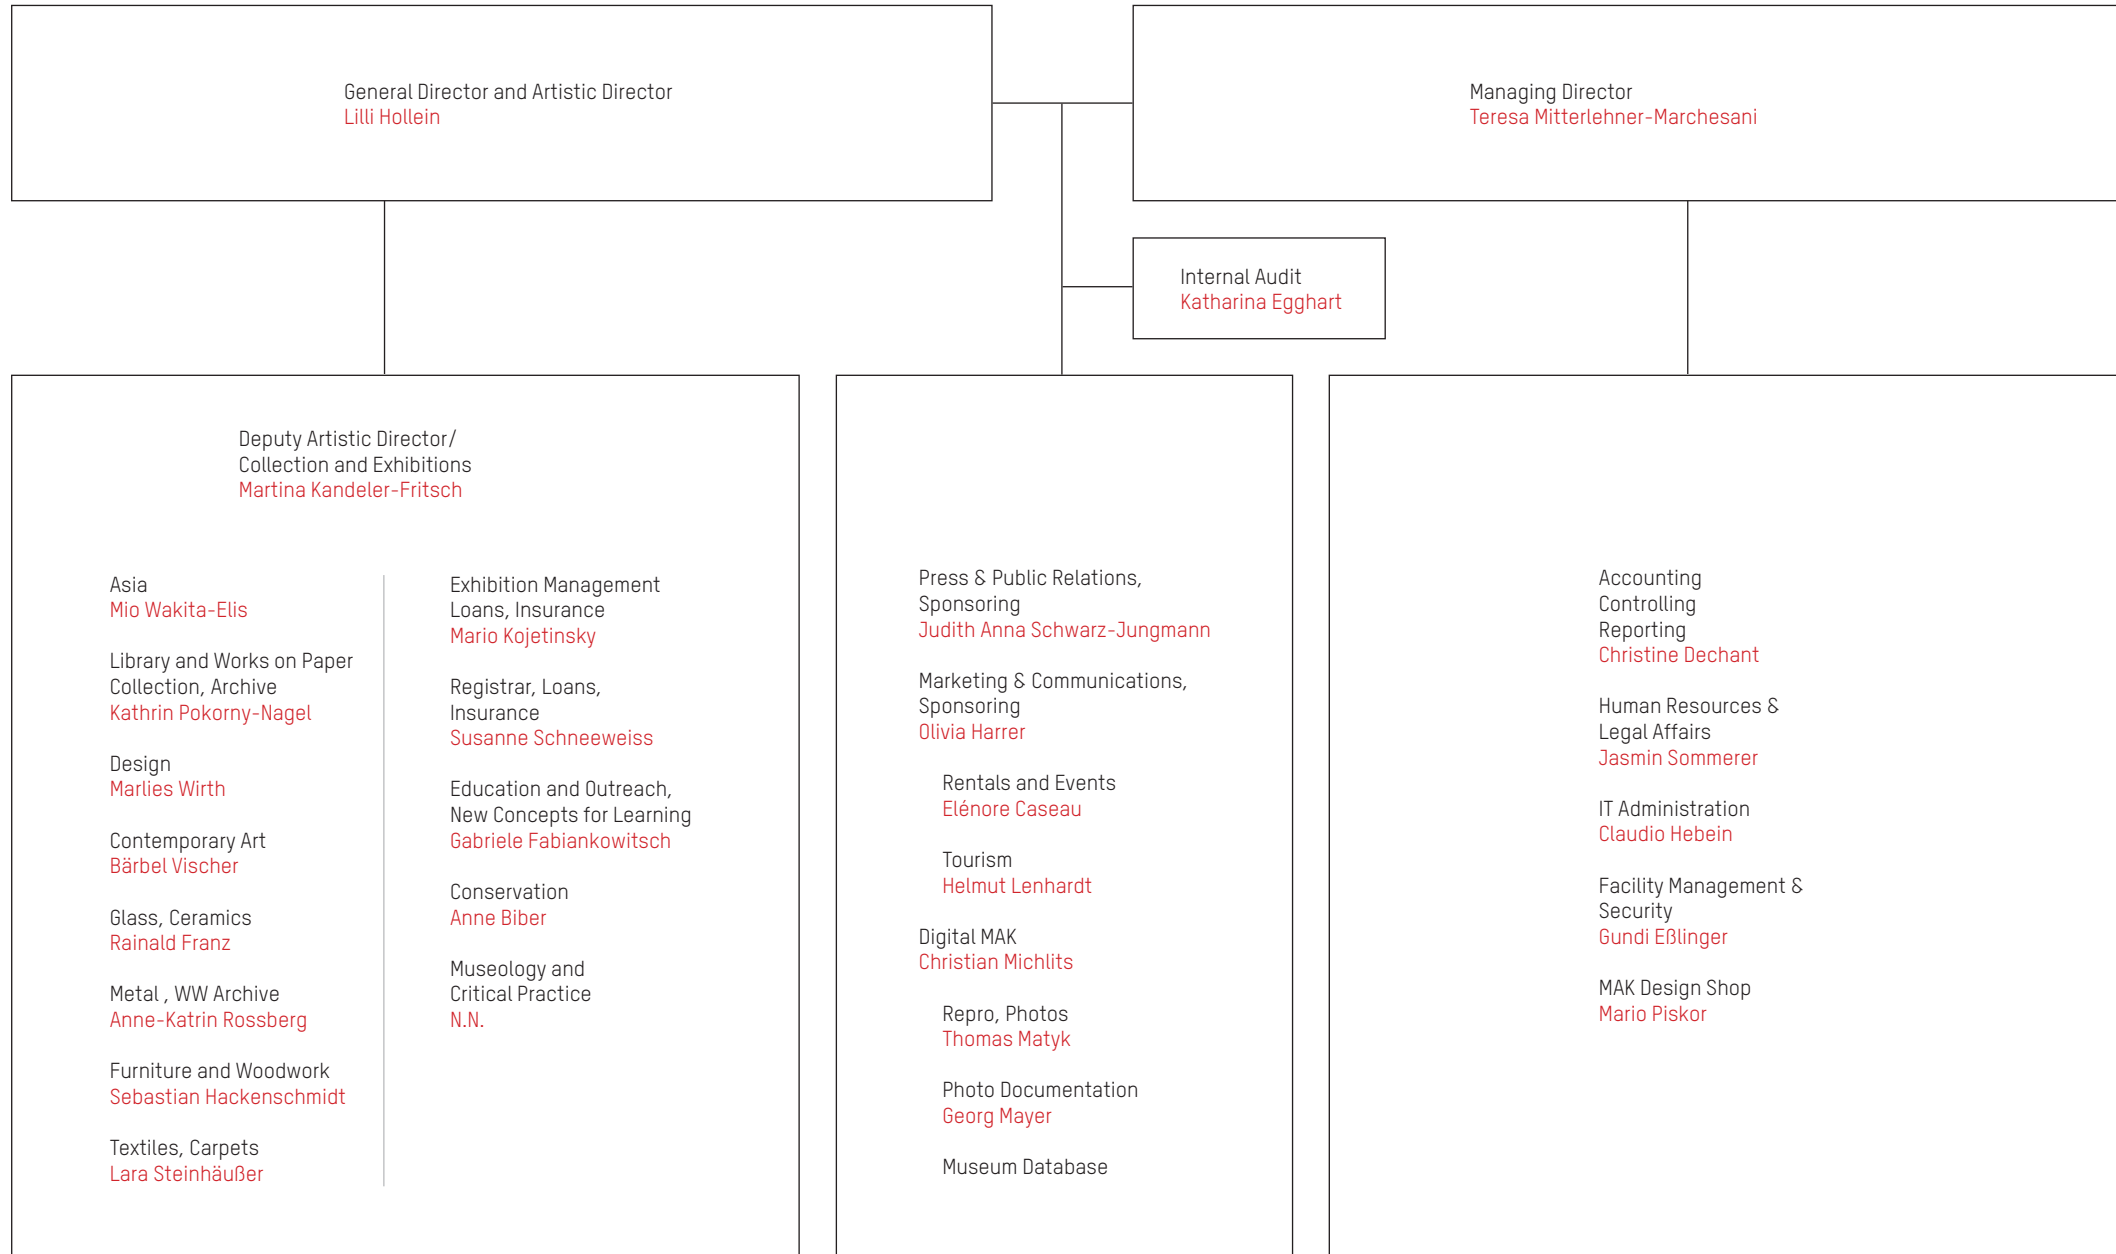 General Director and Artistic Director
Lilli Hollein
Managing Director
Teresa Mitterlehner-Marchesani
Internal Audit
Katharina Egghart
Deputy Artistic Director/
Collection and Exhibitions
Martina Kandeler-Fritsch
Asia
Mio Wakita-Elis
Library and Works on Paper
Collection, Archive
Kathrin Pokorny-Nagel
Design
Marlies Wirth
Contemporary Art
Bärbel Vischer
Glass, Ceramics
Rainald Franz
Metal , WW Archive
Anne-Katrin Rossberg
Furniture and Woodwork
Sebastian Hackenschmidt
Textiles, Carpets
Lara Steinhäußer
Exhibition Management
Loans, Insurance
Mario Kojetinsky
Registrar, Loans,
Insurance
Susanne Schneeweiss
Education and Outreach,
New Concepts for Learning
Gabriele Fabiankowitsch
Conservation
Anne Biber
Museology and
Critical Practice
N.N.
Press & Public Relations,
Sponsoring
Judith Anna Schwarz-Jungmann
Marketing & Communications,
Sponsoring
Olivia Harrer
Rentals and Events
Elénore Caseau
Tourism
Helmut Lenhardt
Digital MAK
Christian Michlits
Repro, Photos
Thomas Matyk
Photo Documentation
Georg Mayer
Museum Database
Accounting
Controlling
Reporting
Christine Dechant
Human Resources &
Legal Affairs
Jasmin Sommerer
IT Administration
Claudio Hebein
Facility Management &
Security
Gundi Eßlinger
MAK Design Shop
Mario Piskor